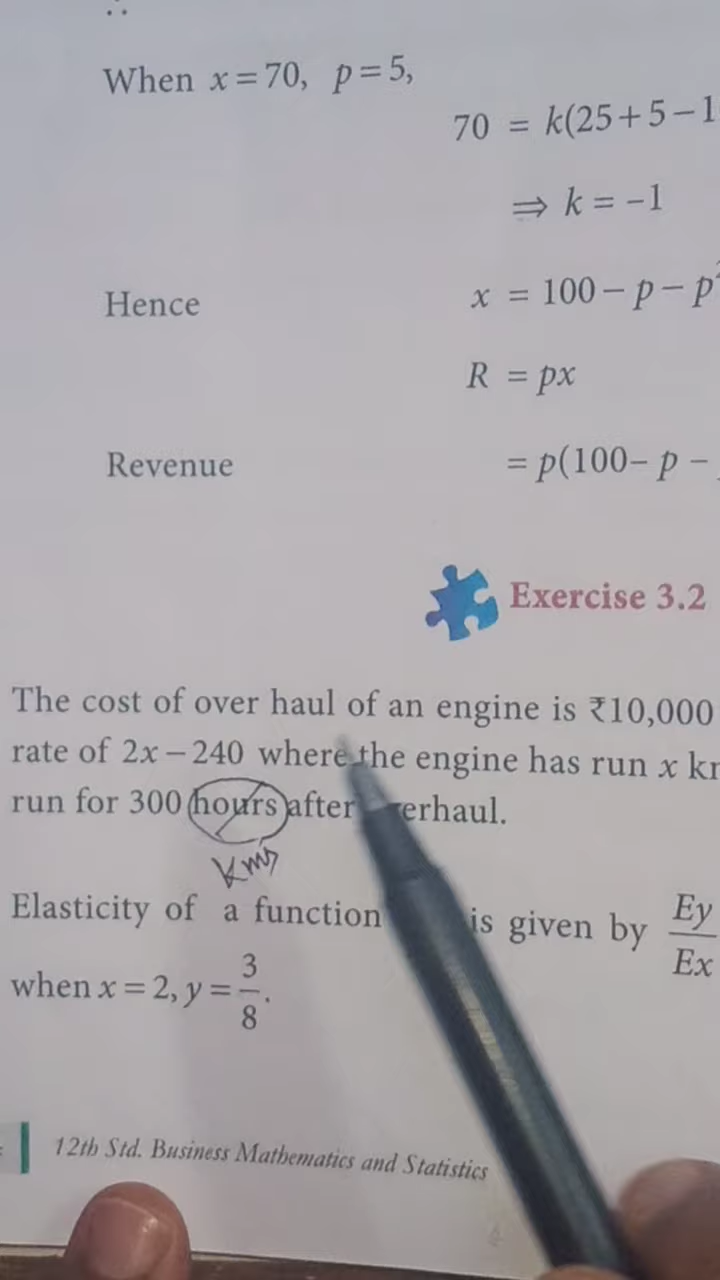 When x = 70, p = 5,
70 = k(25 + 5 − 1
⇒ k = −1
Hence x = 100 − p − p²
R = px
Revenue = p(100− p −
Exercise 3.2
The cost of over haul of an engine is ₹10,000
rate of 2x − 240 where the engine has run x
run for 300 hours after erhaul.
Kms
Elasticity of a function is given by Ey/Ex
when x = 2, y = 3/8.
12th Std. Business Mathematics and Statistics